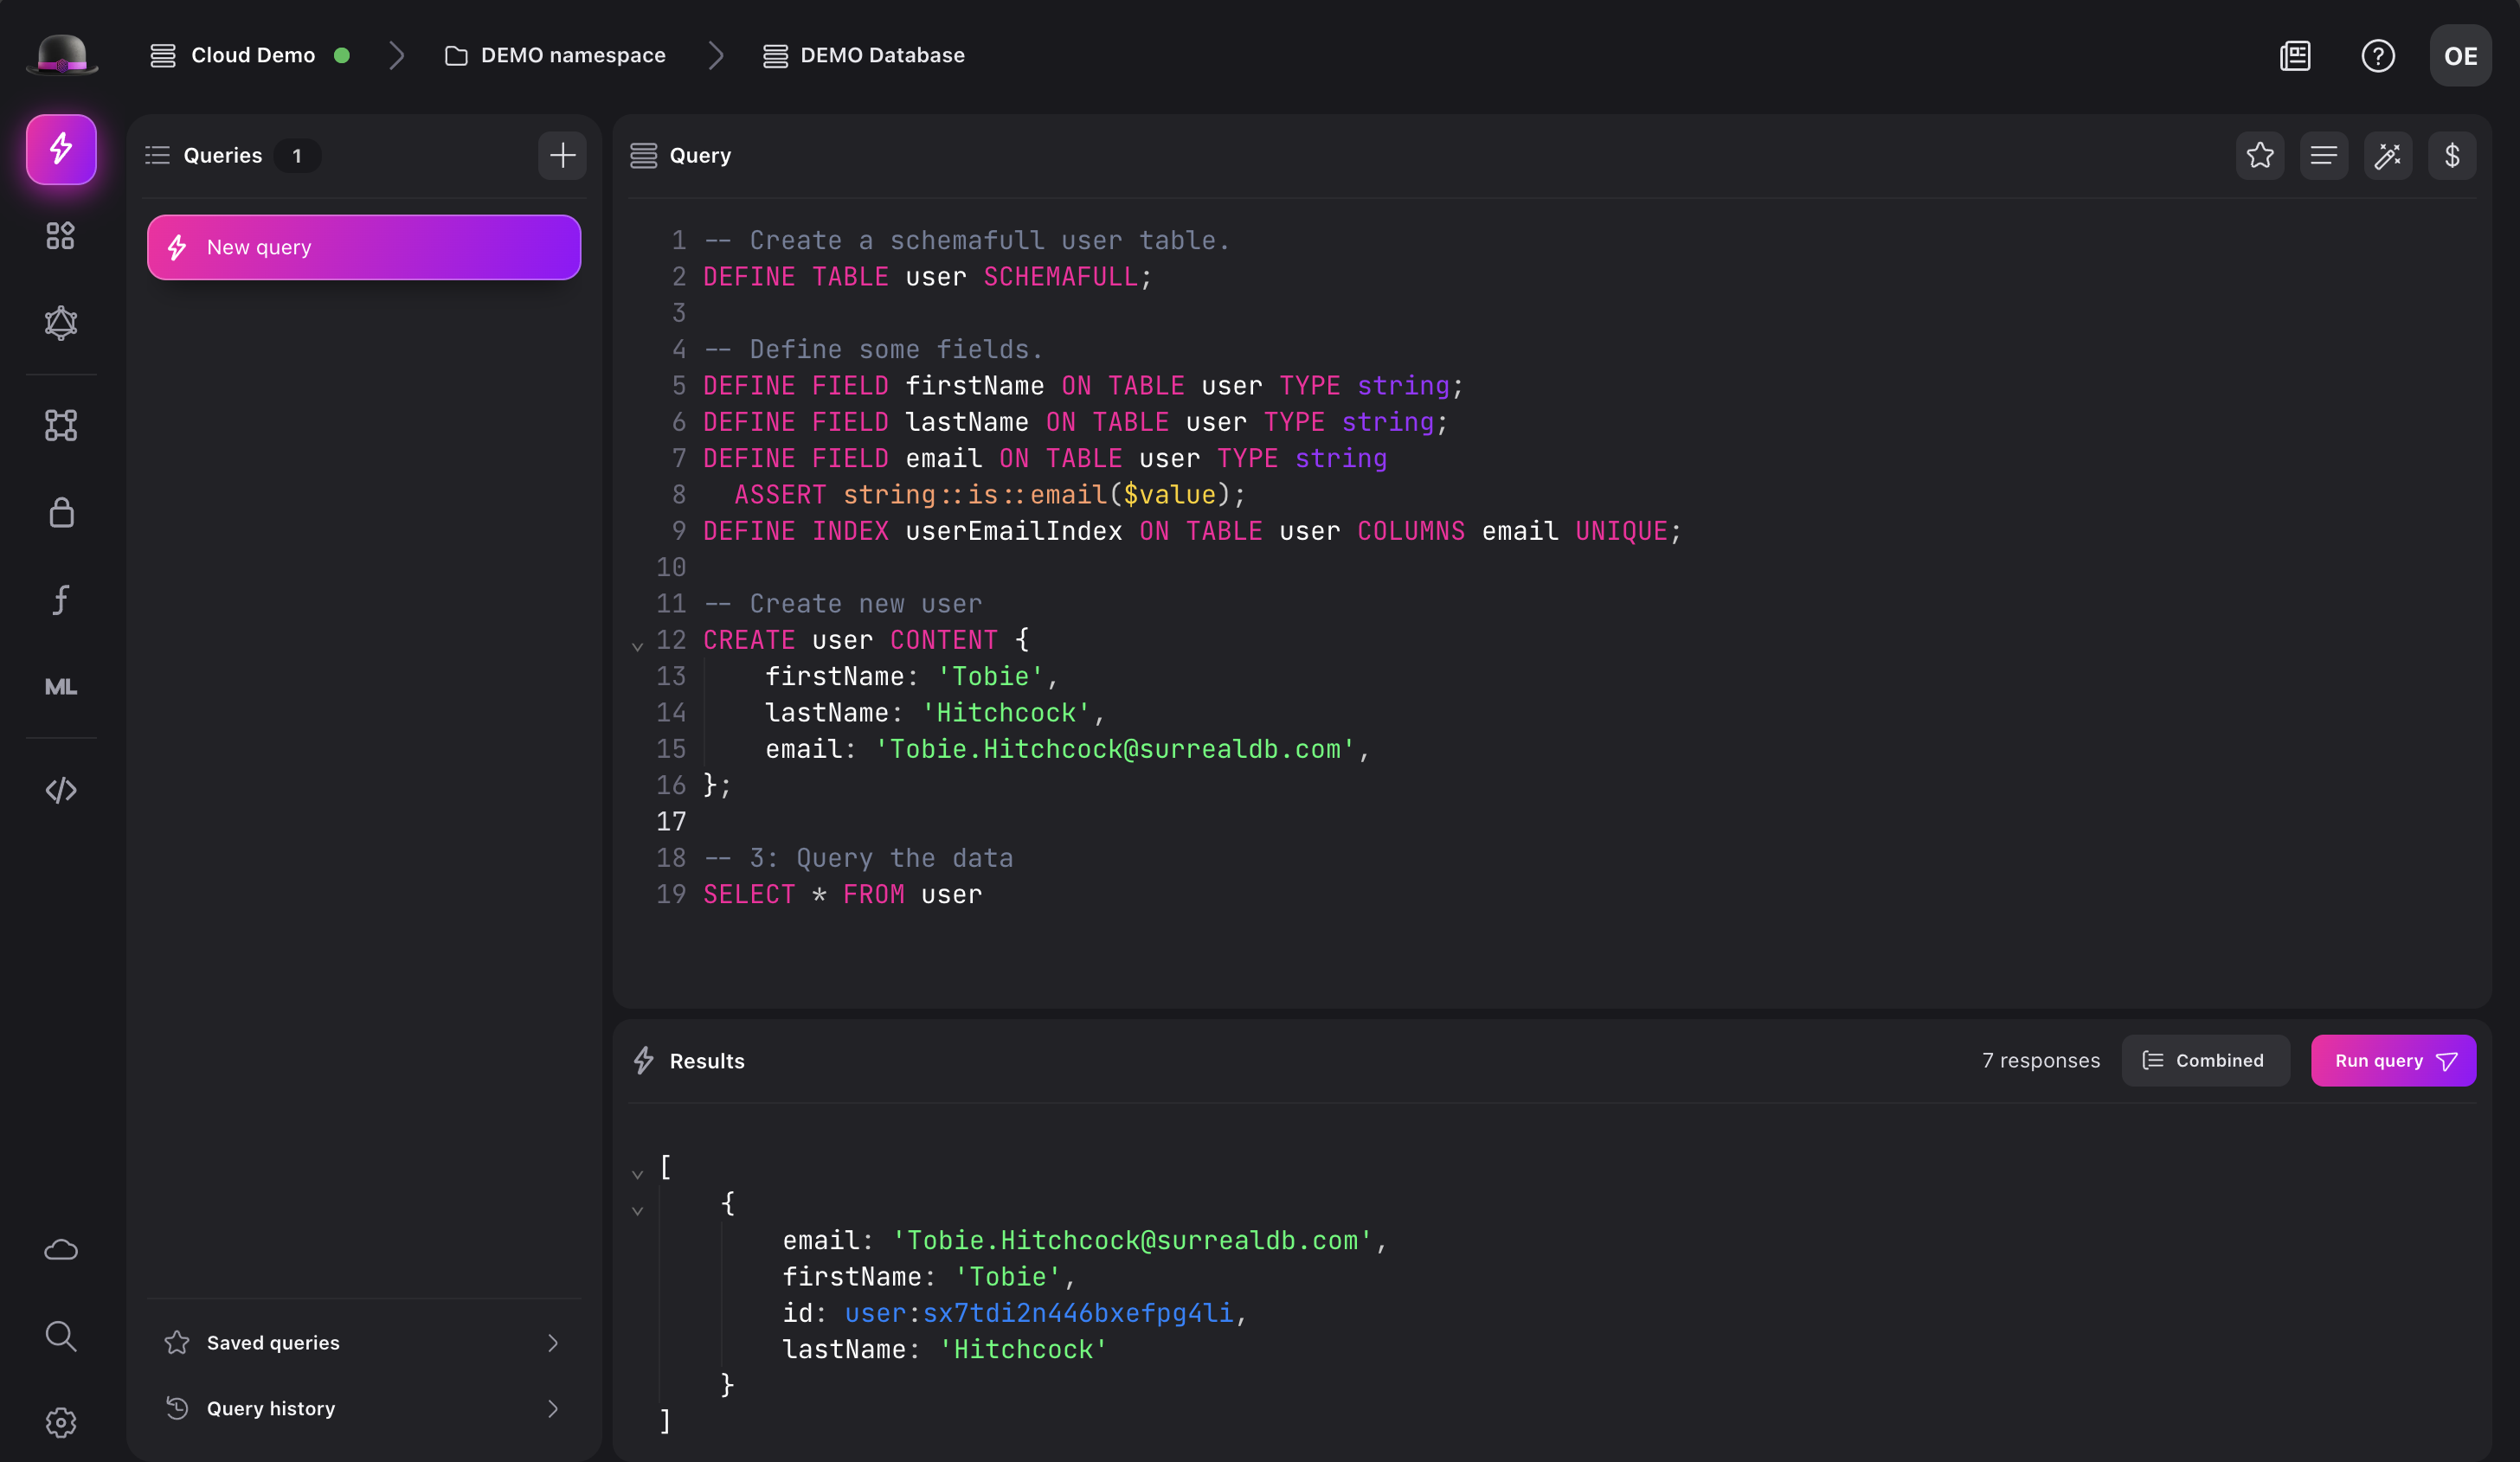 Cloud Demo
DEMO namespace
DEMO Database
OE
Queries 1
New query
Saved queries
Query history
ML
Query
$
1 -- Create a schemafull user table.
2 DEFINE TABLE user SCHEMAFULL;
3
4 -- Define some fields.
5 DEFINE FIELD firstName ON TABLE user TYPE string;
6 DEFINE FIELD lastName ON TABLE user TYPE string;
7 DEFINE FIELD email ON TABLE user TYPE string
8   ASSERT string::is::email($value);
9 DEFINE INDEX userEmailIndex ON TABLE user COLUMNS email UNIQUE;
10
11 -- Create new user
12 CREATE user CONTENT {
13     firstName: 'Tobie',
14     lastName: 'Hitchcock',
15     email: 'Tobie.Hitchcock@surrealdb.com',
16 };
17
18 -- 3: Query the data
19 SELECT * FROM user
Results
7 responses
Combined
Run query
[
    {
        email: 'Tobie.Hitchcock@surrealdb.com',
        firstName: 'Tobie',
        id: user:sx7tdi2n446bxefpg4li,
        lastName: 'Hitchcock'
    }
]